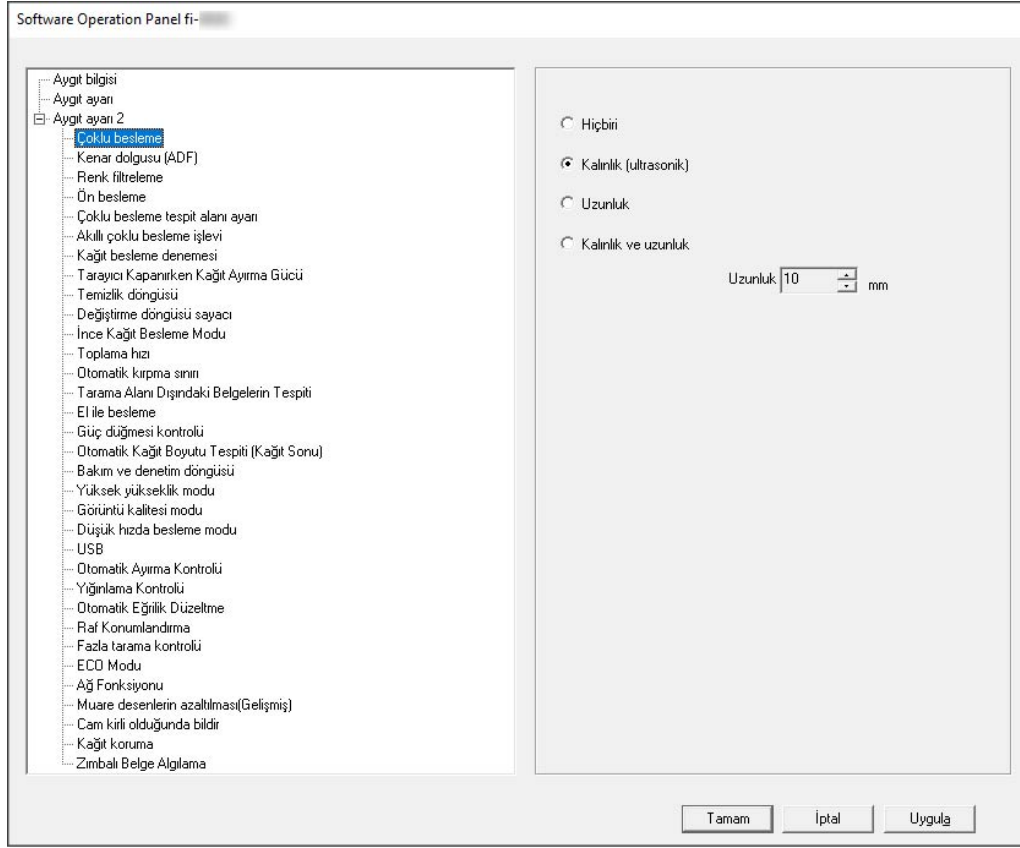 Software Operation Panel fi-
Aygıt bilgisi
Aygıt ayarı
Aygıt ayarı 2
Çoklu besleme
Kenar dolgusu (ADF)
Renk filtreleme
Ön besleme
Çoklu besleme tespit alanı ayarı
Akıllı çoklu besleme işlevi
Kağıt besleme denemesi
Tarayıcı Kapanırken Kağıt Ayırma Gücü
Temizlik döngüsü
Değiştirme döngüsü sayacı
İnce Kağıt Besleme Modu
Toplama hızı
Otomatik kırpma sınırı
Tarama Alanı Dışındaki Belgelerin Tespiti
El ile besleme
Güç düğmesi kontrolü
Otomatik Kağıt Boyutu Tespiti (Kağıt Sonu)
Bakım ve denetim döngüsü
Yüksek yükseklik modu
Görüntü kalitesi modu
Düşük hızda besleme modu
USB
Otomatik Ayırma Kontrolü
Yığınlama Kontrolü
Otomatik Eğrilik Düzeltme
Raf Konumlandırma
Fazla tarama kontrolü
ECO Modu
Ağ Fonksiyonu
Muare desenlerin azaltılması(Gelişmiş)
Cam kirli olduğunda bildir
Kağıt koruma
Zımbalı Belge Algılama
Hiçbiri
Kalınlık (ultrasonik)
Uzunluk
Kalınlık ve uzunluk
Uzunluk 10 mm
Tamam İptal Uygula